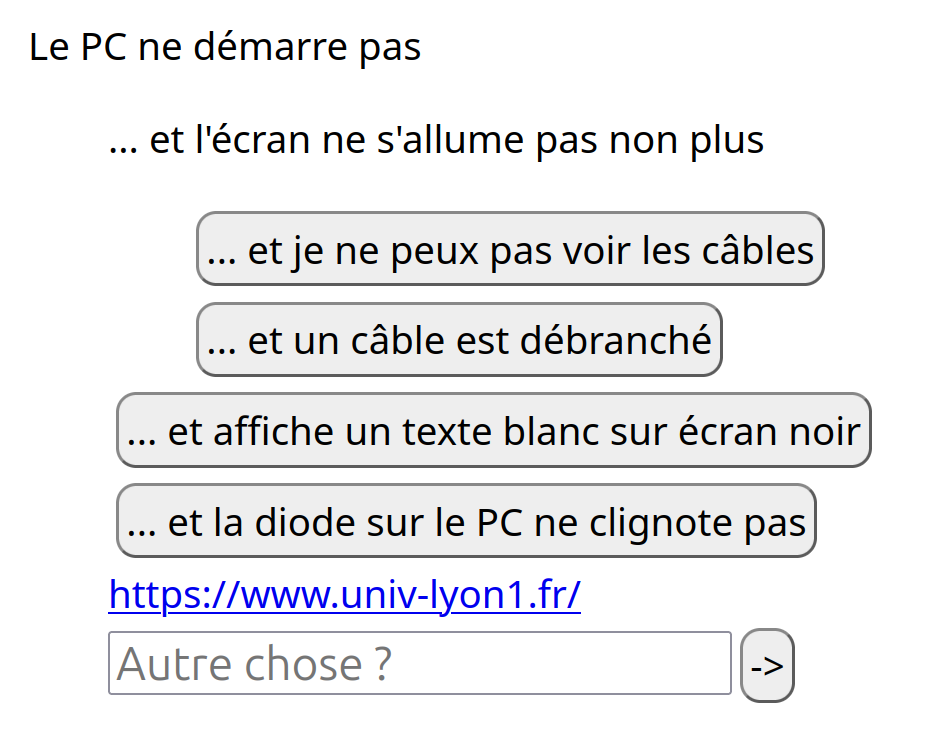 Le PC ne démarre pas
... et l'écran ne s'allume pas non plus
... et je ne peux pas voir les câbles
... et un câble est débranché
... et affiche un texte blanc sur écran noir
... et la diode sur le PC ne clignote pas
https://www.univ-lyon1.fr/
Autre chose ? ->